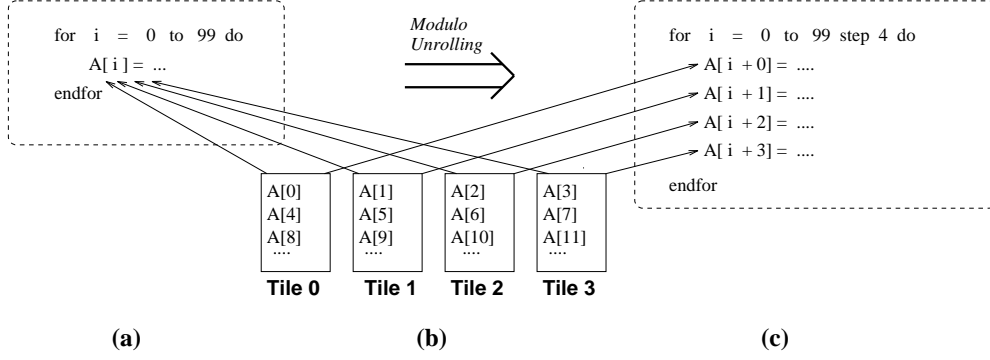 for i = 0 to 99 do
A[ i ] = ...
endfor
Modulo
Unrolling
for i = 0 to 99 step 4 do
A[ i + 0] = ....
A[ i + 1] = ....
A[ i + 2] = ....
A[ i + 3] = ....
endfor
A[0]
A[4]
A[8]
....
Tile 0
A[1]
A[5]
A[9]
....
Tile 1
A[2]
A[6]
A[10]
....
Tile 2
A[3]
A[7]
A[11]
....
Tile 3
(a)
(b)
(c)